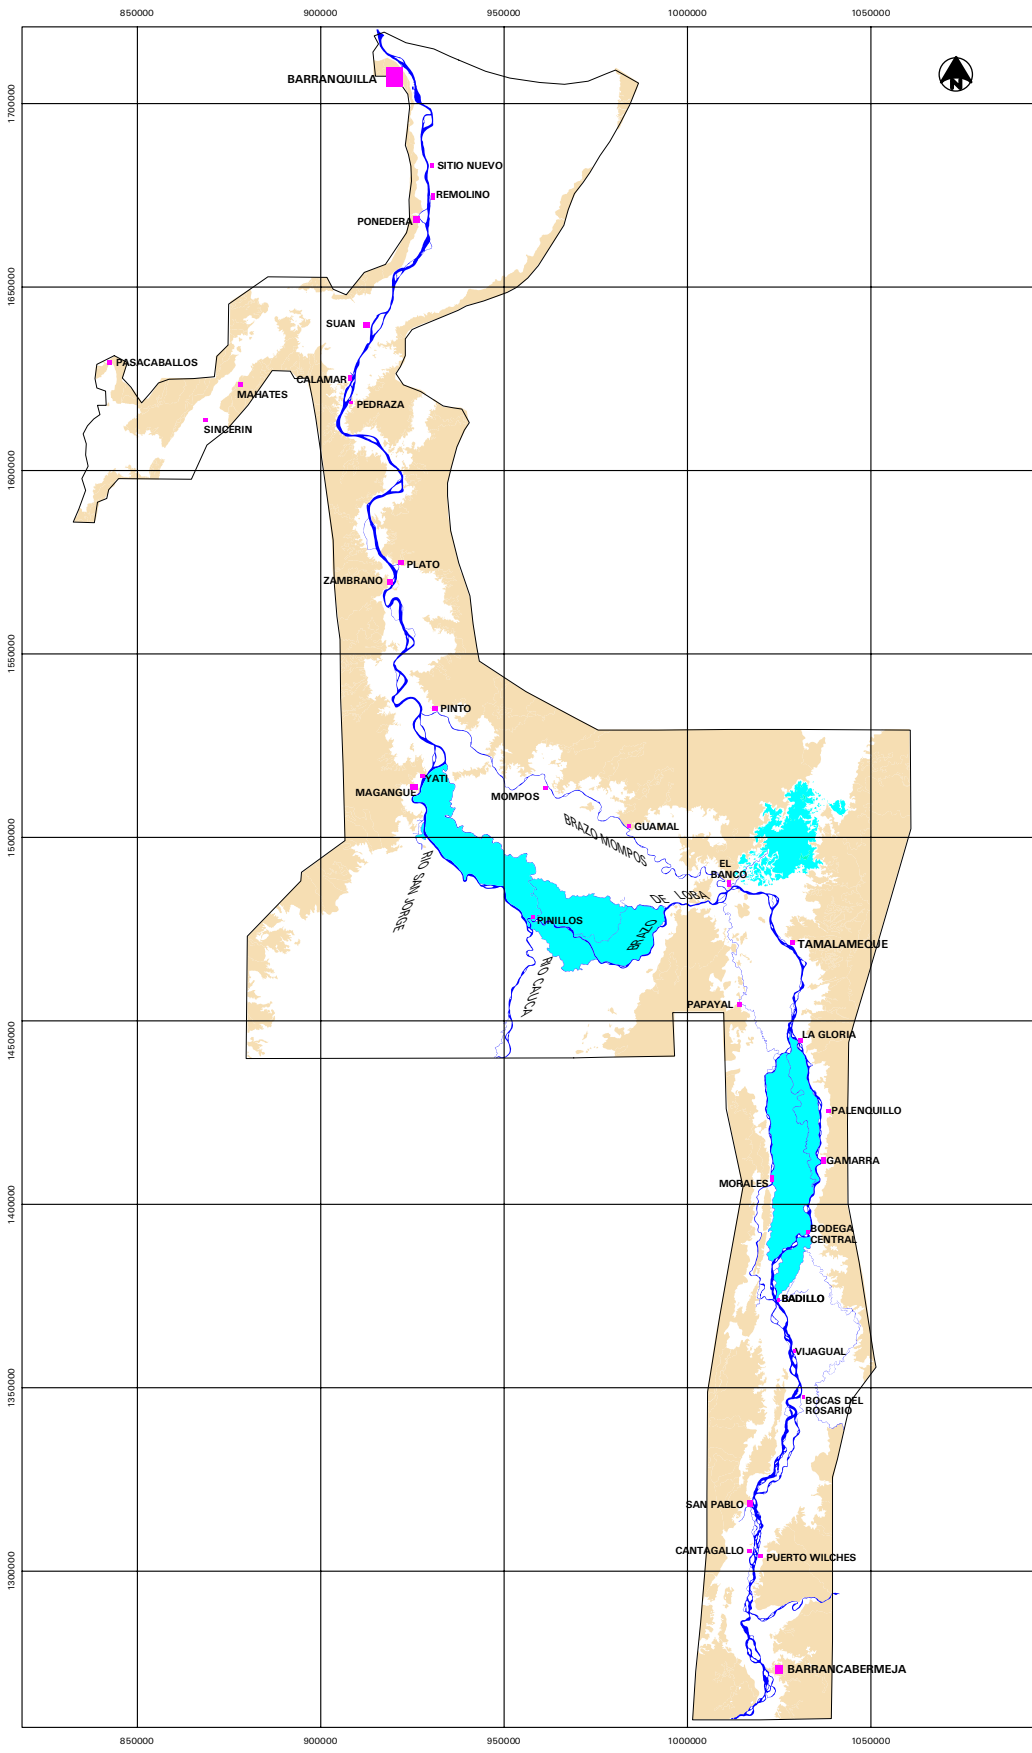 850000
900000
950000
1000000
1050000
N
BARRANQUILLA
1700000
SITIO NUEVO
REMOLINO
PONEDERA
1650000
SUAN
PASACABALLOS
CALAMAR
MAHATES
PEDRAZA
SINCERIN
1600000
PLATO
ZAMBRANO
1550000
PINTO
YATI
MAGANGUE
MOMPOS
GUAMAL
BRAZO MOMPOS
1500000
EL
BANCO
RIO SAN JORGE
DE LOBA
BRAZO
PINILLOS
TAMALAMEQUE
RIO CAUCA
PAPAYAL
1450000
LA GLORIA
PALENQUILLO
GAMARRA
MORALES
1400000
BODEGA
CENTRAL
BADILLO
VIJAGUAL
1350000
BOCAS DEL
ROSARIO
SAN PABLO
CANTAGALLO
PUERTO WILCHES
1300000
BARRANCABERMEJA
850000
900000
950000
1000000
1050000